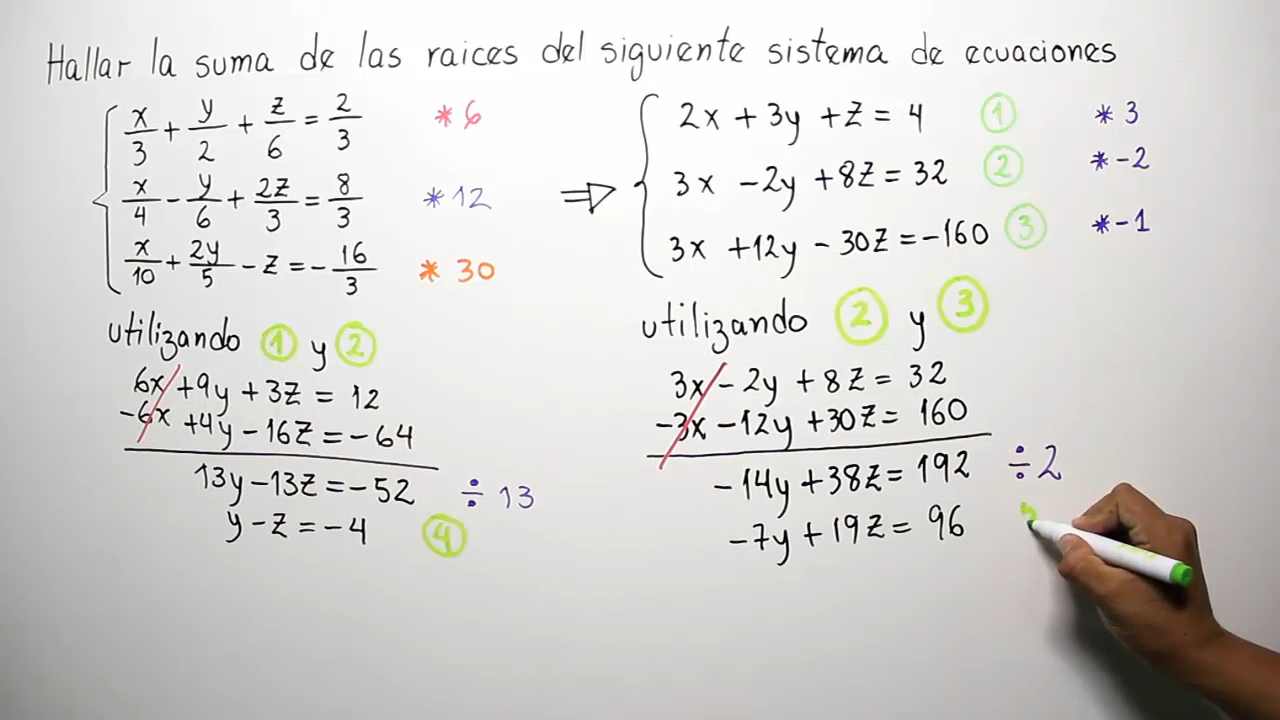 Hallar la suma de las raices del siguiente sistema de ecuaciones
x/3 + y/2 + z/6 = 2/3 * 6
x/4 - y/6 + 2z/3 = 8/3 * 12
x/10 + 2y/5 - z = - 16/3 * 30
⇒
2x + 3y + z = 4 1 * 3
3x - 2y + 8z = 32 2 * -2
3x + 12y - 30z = -160 3 * -1
utilizando 1 y 2
6x + 9y + 3z = 12
-6x + 4y - 16z = -64
13y - 13z = -52 ÷ 13
y - z = -4 4
utilizando 2 y 3
3x - 2y + 8z = 32
-3x - 12y + 30z = 160
-14y + 38z = 192 ÷ 2
-7y + 19z = 96